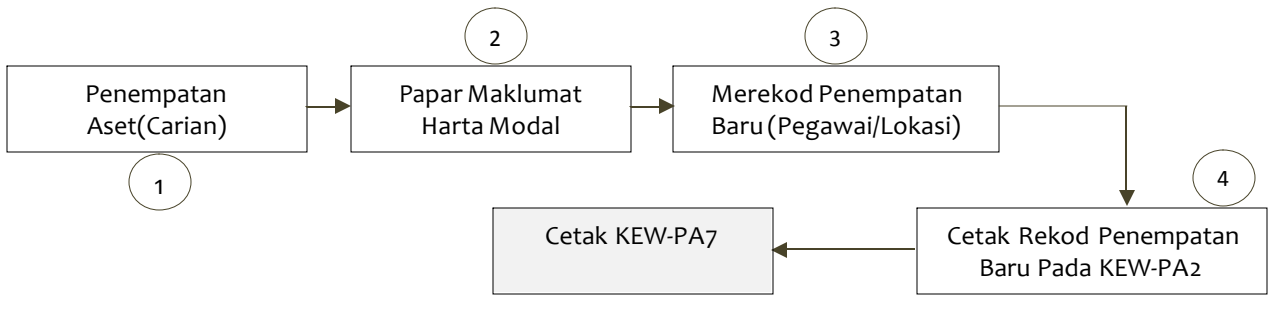 2
3
Penempatan
Aset(Carian)
Papar Maklumat
Harta Modal
Merekod Penempatan
Baru (Pegawai/Lokasi)
1
4
Cetak KEW-PA7
Cetak Rekod Penempatan
Baru Pada KEW-PA2